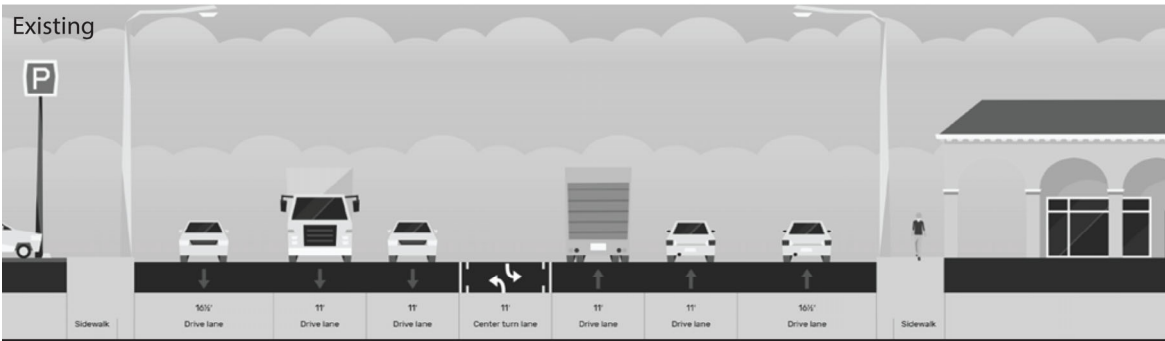 Existing
P
Sidewalk
16½'
Drive lane
11'
Drive lane
11'
Drive lane
11'
Center turn lane
11'
Drive lane
11'
Drive lane
16½'
Drive lane
Sidewalk